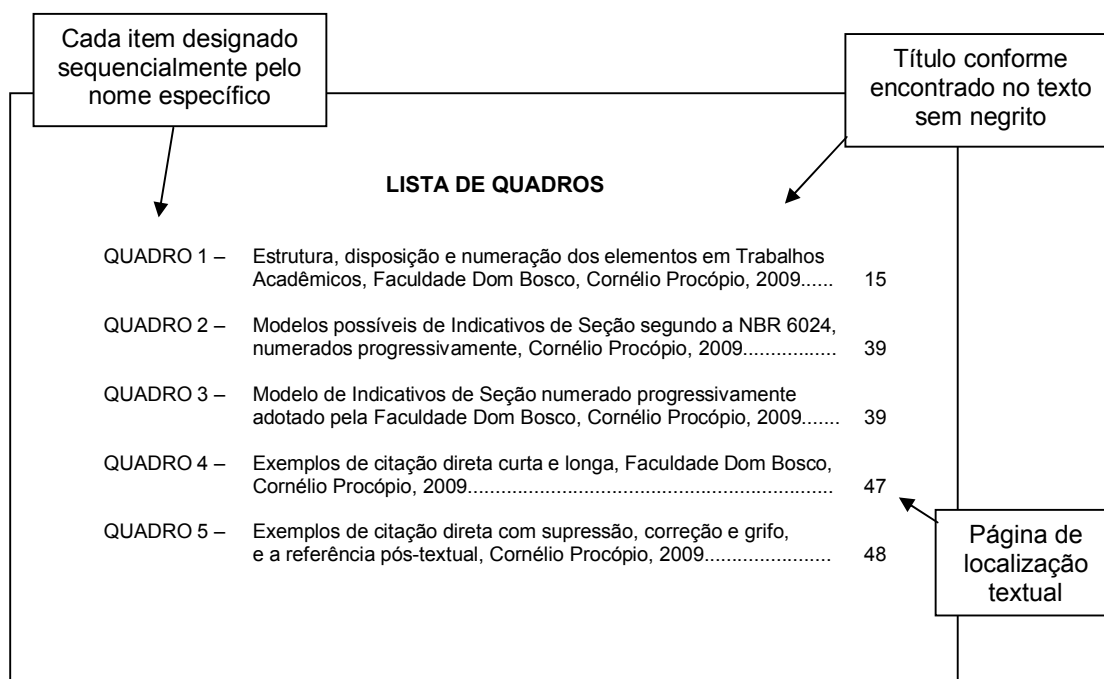 Cada item designado
sequencialmente pelo
nome específico
Título conforme
encontrado no texto
sem negrito
LISTA DE QUADROS
QUADRO 1 – Estrutura, disposição e numeração dos elementos em Trabalhos
Acadêmicos, Faculdade Dom Bosco, Cornélio Procópio, 2009...... 15
QUADRO 2 – Modelos possíveis de Indicativos de Seção segundo a NBR 6024,
numerados progressivamente, Cornélio Procópio, 2009................. 39
QUADRO 3 – Modelo de Indicativos de Seção numerado progressivamente
adotado pela Faculdade Dom Bosco, Cornélio Procópio, 2009....... 39
QUADRO 4 – Exemplos de citação direta curta e longa, Faculdade Dom Bosco,
Cornélio Procópio, 2009.................................................................. 47
QUADRO 5 – Exemplos de citação direta com supressão, correção e grifo,
e a referência pós-textual, Cornélio Procópio, 2009....................... 48
Página de
localização
textual